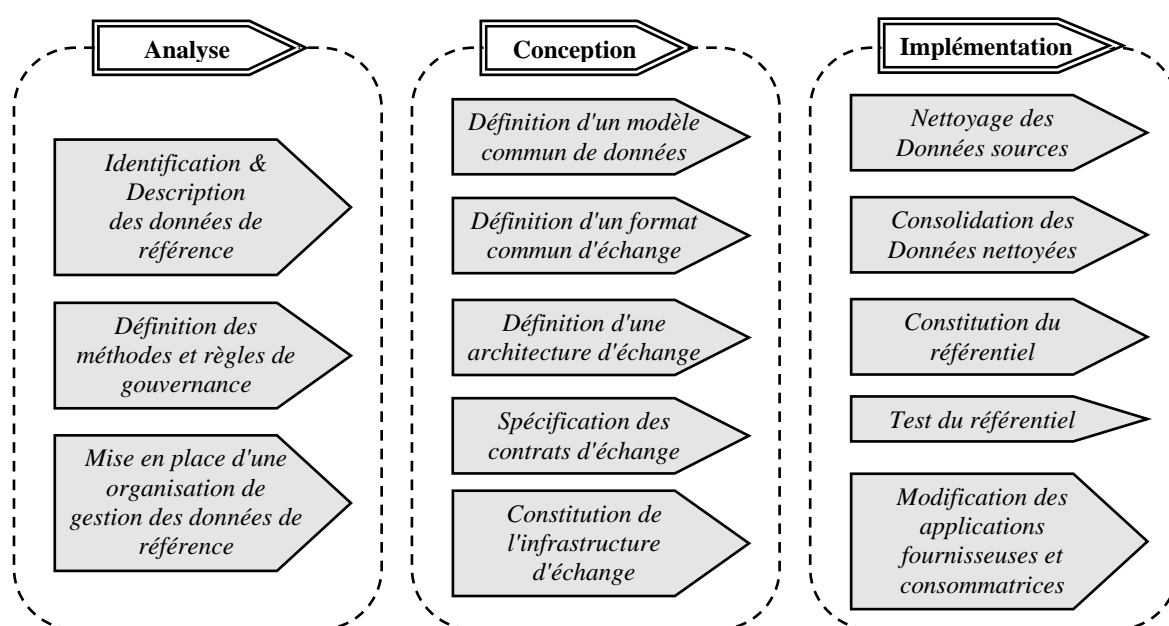 Analyse
Identification &
Description
des données de
référence
Définition des
méthodes et règles de
gouvernance
Mise en place d'une
organisation de
gestion des données de
référence
Conception
Définition d'un modèle
commun de données
Définition d'un format
commun d'échange
Définition d'une
architecture d'échange
Spécification des
contrats d'échange
Constitution de
l'infrastructure
d'échange
Implémentation
Nettoyage des
Données sources
Consolidation des
Données nettoyées
Constitution du
référentiel
Test du référentiel
Modification des
applications
fournisseuses et
consommatrices